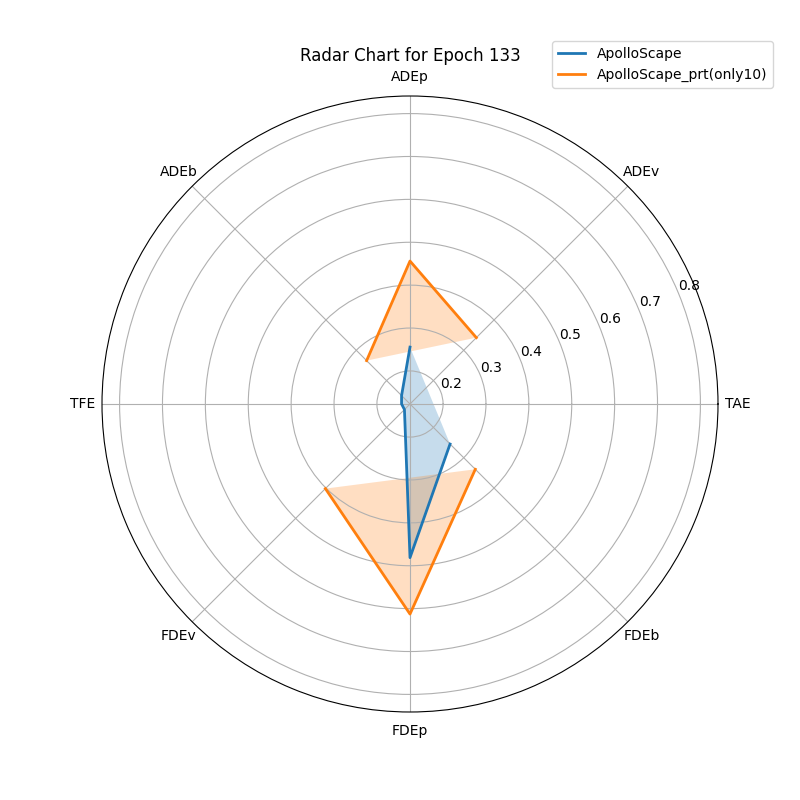 Radar Chart for Epoch 133
ApolloScape
ApolloScape_prt(only10)
ADEp
ADEb
ADEv
0.8
0.7
0.6
0.5
0.4
0.3
0.2
TFE
TAE
FDEv
FDEb
FDEp